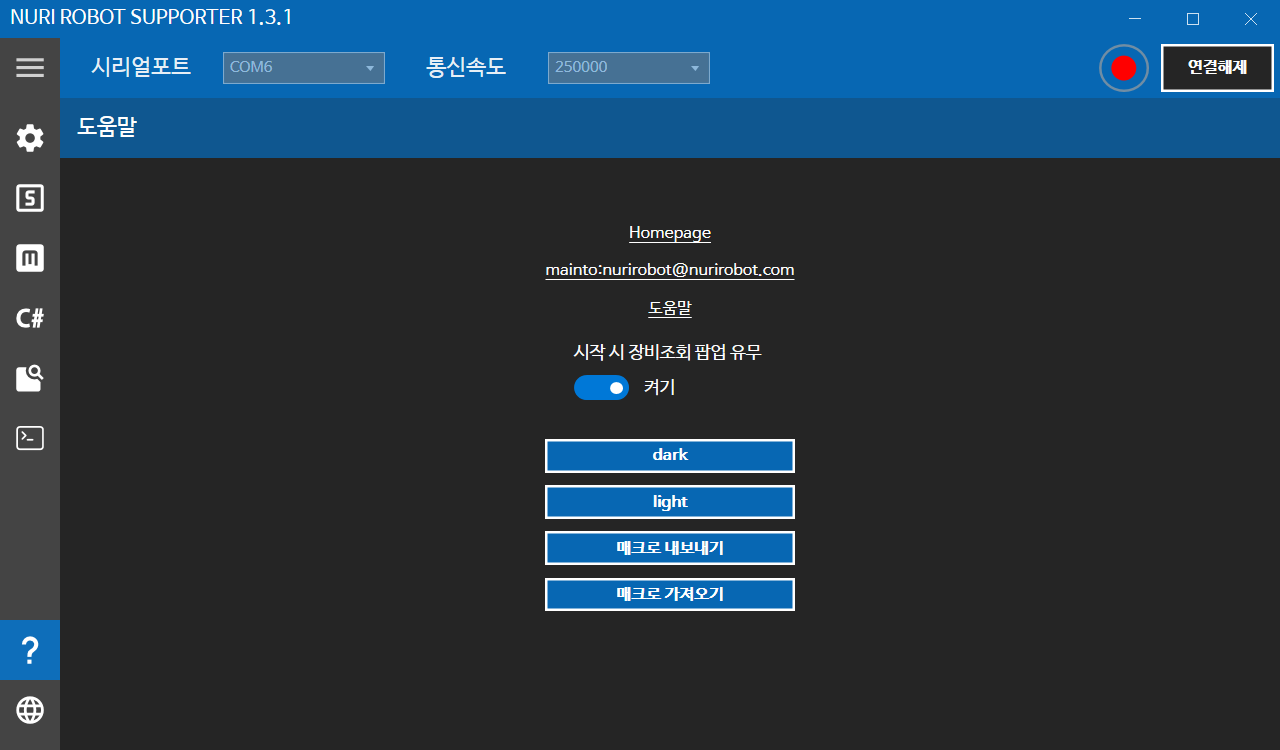 NURI ROBOT SUPPORTER 1.3.1
시리얼포트 COM6 통신속도 250000 연결해제
도움말
S
m
C#
Homepage
mainto:nurirobot@nurirobot.com
도움말
시작 시 장비조회 팝업 유무
켜기
dark
light
매크로 내보내기
매크로 가져오기
?